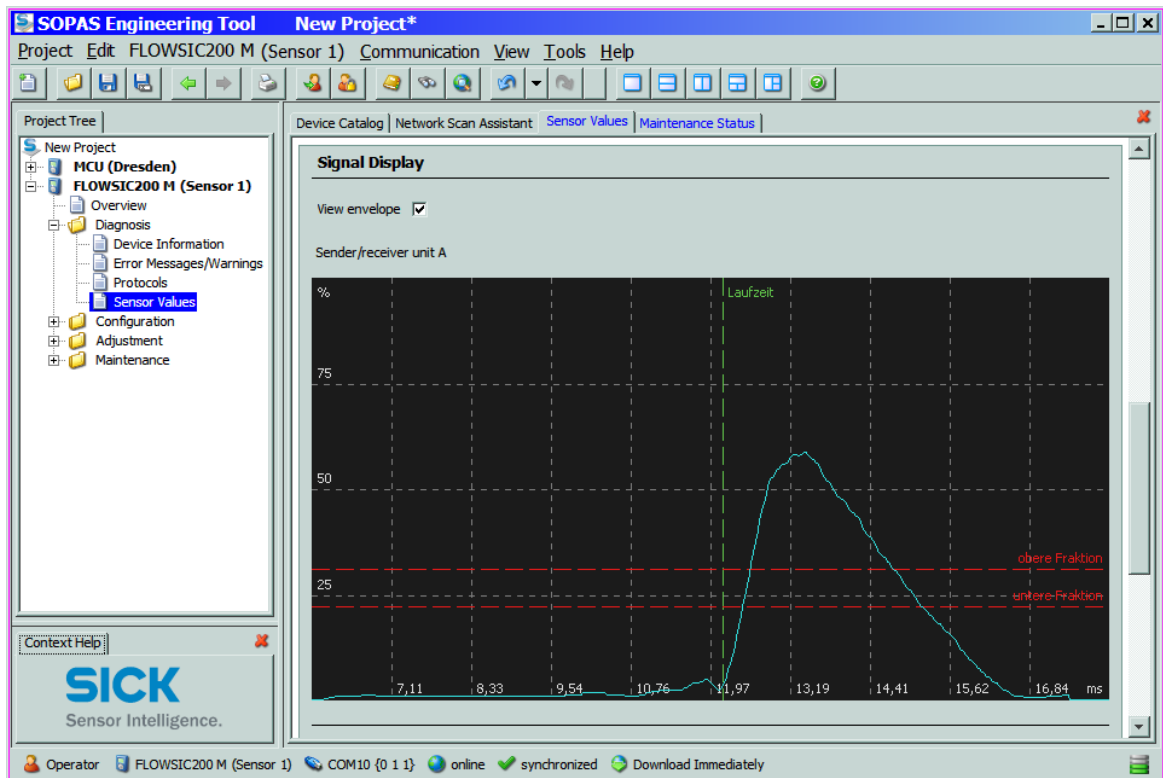 SOPAS Engineering Tool New Project*
Project Edit FLOWSIC200 M (Sensor 1) Communication View Tools Help
Project Tree
New Project
MCU (Dresden)
FLOWSIC200 M (Sensor 1)
Overview
Diagnosis
Device Information
Error Messages/Warnings
Protocols
Sensor Values
Configuration
Adjustment
Maintenance
Context Help
SICK
Sensor Intelligence.
Device Catalog Network Scan Assistant Sensor Values Maintenance Status
Signal Display
View envelope
Sender/receiver unit A
%
Laufzeit
75
50
obere Fraktion
25
untere Fraktion
7,11 8,33 9,54 10,76 11,97 13,19 14,41 15,62 16,84 ms
Operator FLOWSIC200 M (Sensor 1) COM10 {0 1 1} online synchronized Download Immediately